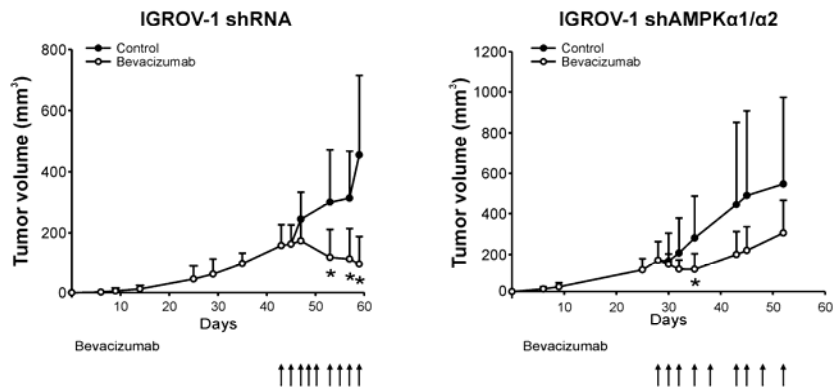 IGROV-1 shRNA
Control
Bevacizumab
Tumor volume (mm³)
800
600
400
200
0
0
10
20
30
40
50
60
* * *
Days
Bevacizumab
IGROV-1 shAMPKα1/α2
Control
Bevacizumab
Tumor volume (mm³)
1200
1000
800
600
400
200
0
0
10
20
30
40
50
60
*
Days
Bevacizumab